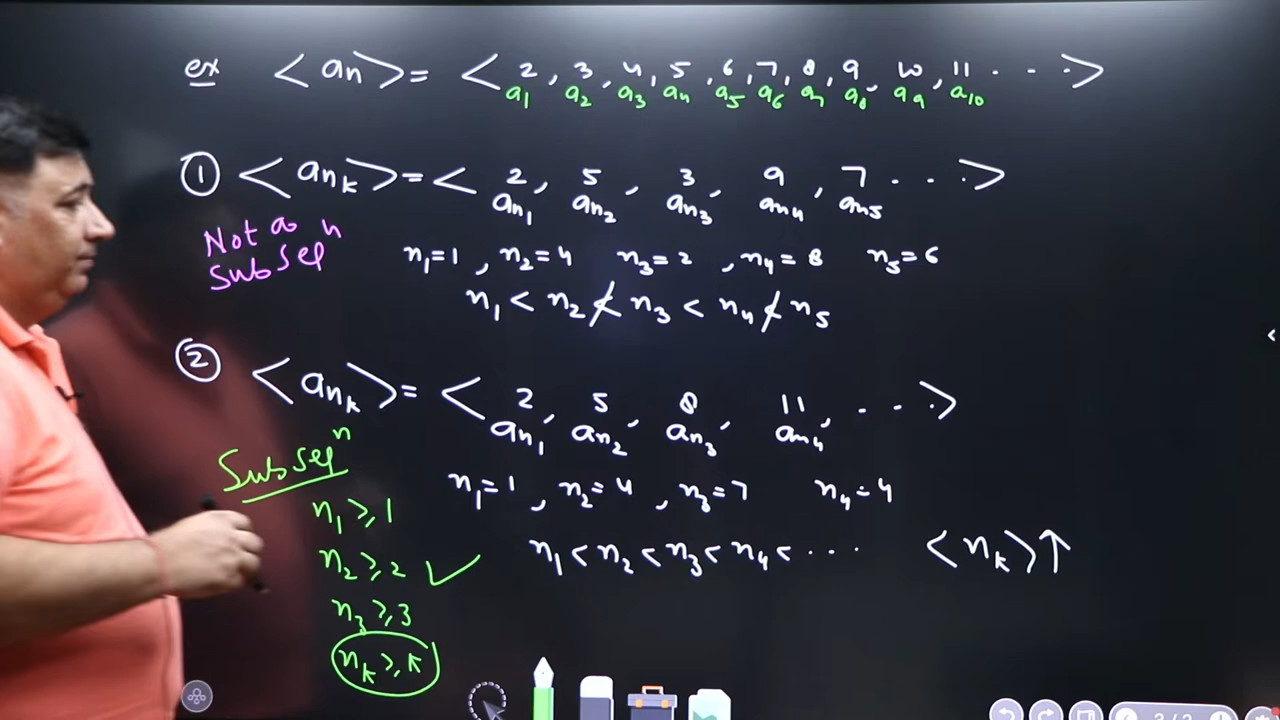 ex <an> = < 2, 3, 4, 5, 6, 7, 8, 9, 10, 11 . . . >
a1 a2 a3 a4 a5 a6 a7 a8 a9 a10
① <ank> = < 2, 5, 3, 9, 7 . . . >
an1 an2 an3 an4 an5
Not a
Subseqn
n1=1, n2=4 n3=2, n4=8 n5=6
n1 < n2 ≮ n3 < n4 ≮ n5
② <ank> = < 2, 5, 8, 11, . . . >
an1 an2 an3 an4
Subseqn
n1=1, n2=4, n3=7 n4=4
n1 ≥ 1
n1 < n2 < n3 < n4 < . . . <nk>↑
n2 ≥ 2 ✓
n3 ≥ 3
nk ≥ k